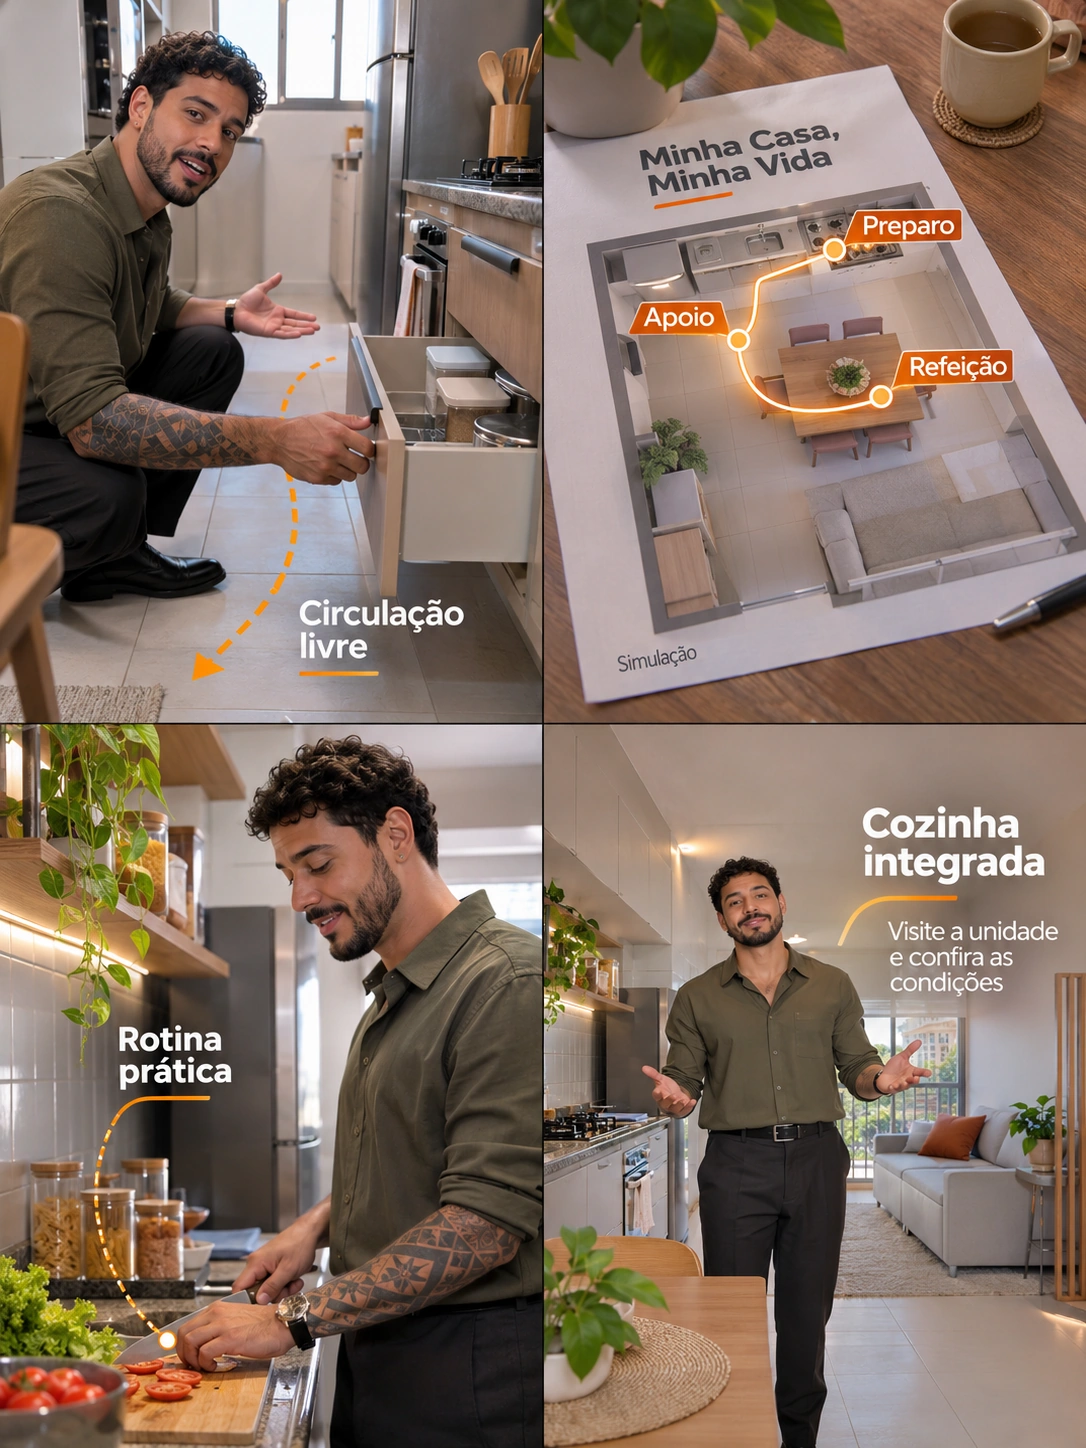 Circulação
livre
Minha Casa,
Minha Vida
Preparo
Apoio
Refeição
Simulação
Rotina
prática
Cozinha
integrada
Visite a unidade
e confira as
condições